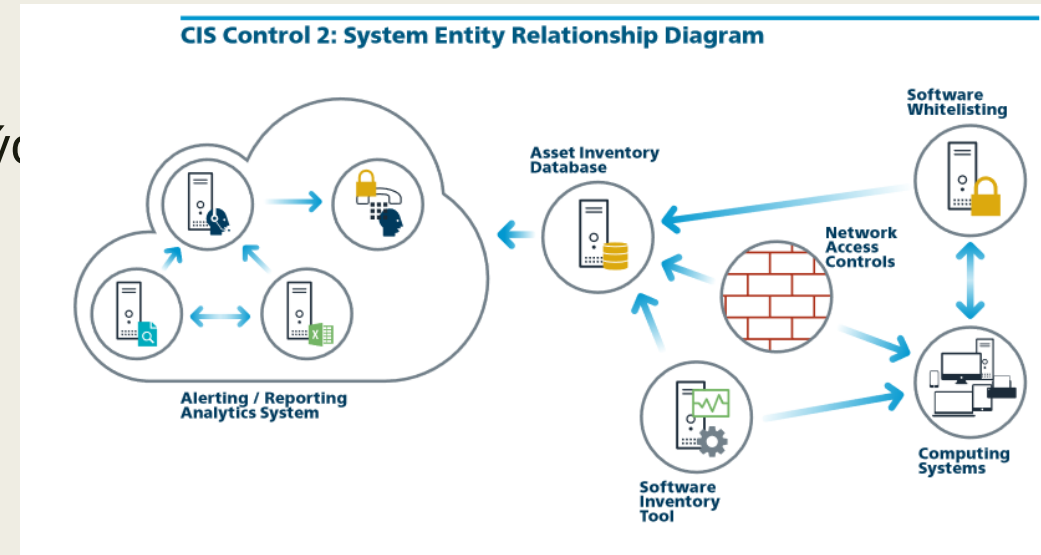 CIS Control 2: System Entity Relationship Diagram
Software
Whitelisting
Asset Inventory
Database
Network
Access
Controls
Alerting / Reporting
Analytics System
Computing
Systems
Software
Inventory
Tool